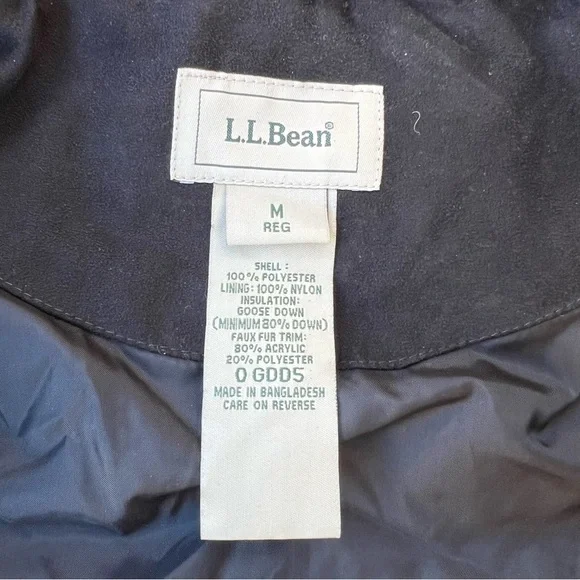 L.L.Bean®
M
REG
SHELL:
100% POLYESTER
LINING: 100% NYLON
INSULATION:
GOOSE DOWN
(MINIMUM 80% DOWN)
FAUX FUR TRIM:
80% ACRYLIC
20% POLYESTER
0 GDD5
MADE IN BANGLADESH
CARE ON REVERSE